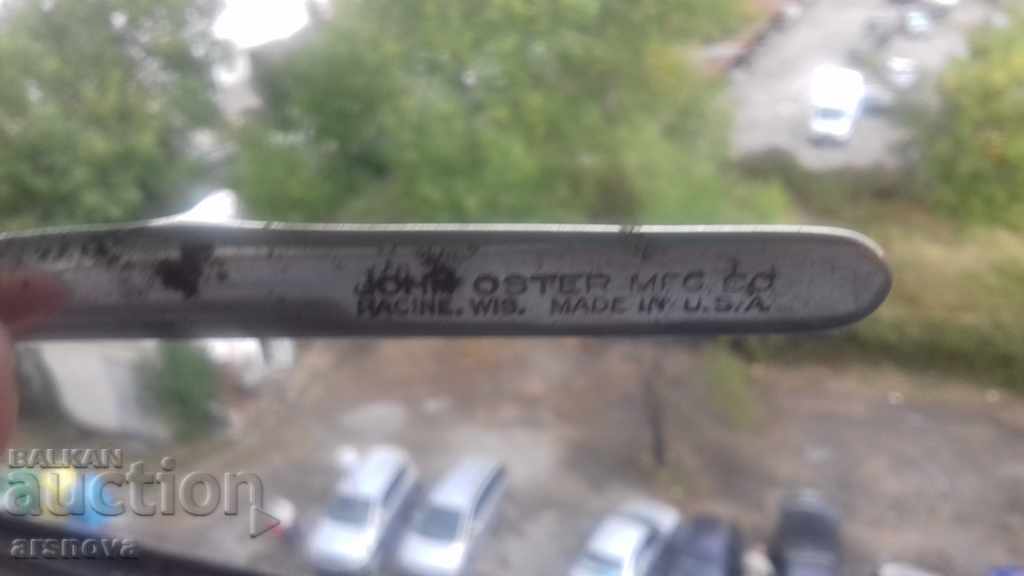 JOHN OSTER MFG. CO
RACINE, WIS. MADE IN U.S.A.
BALKAN
auction
arsnova